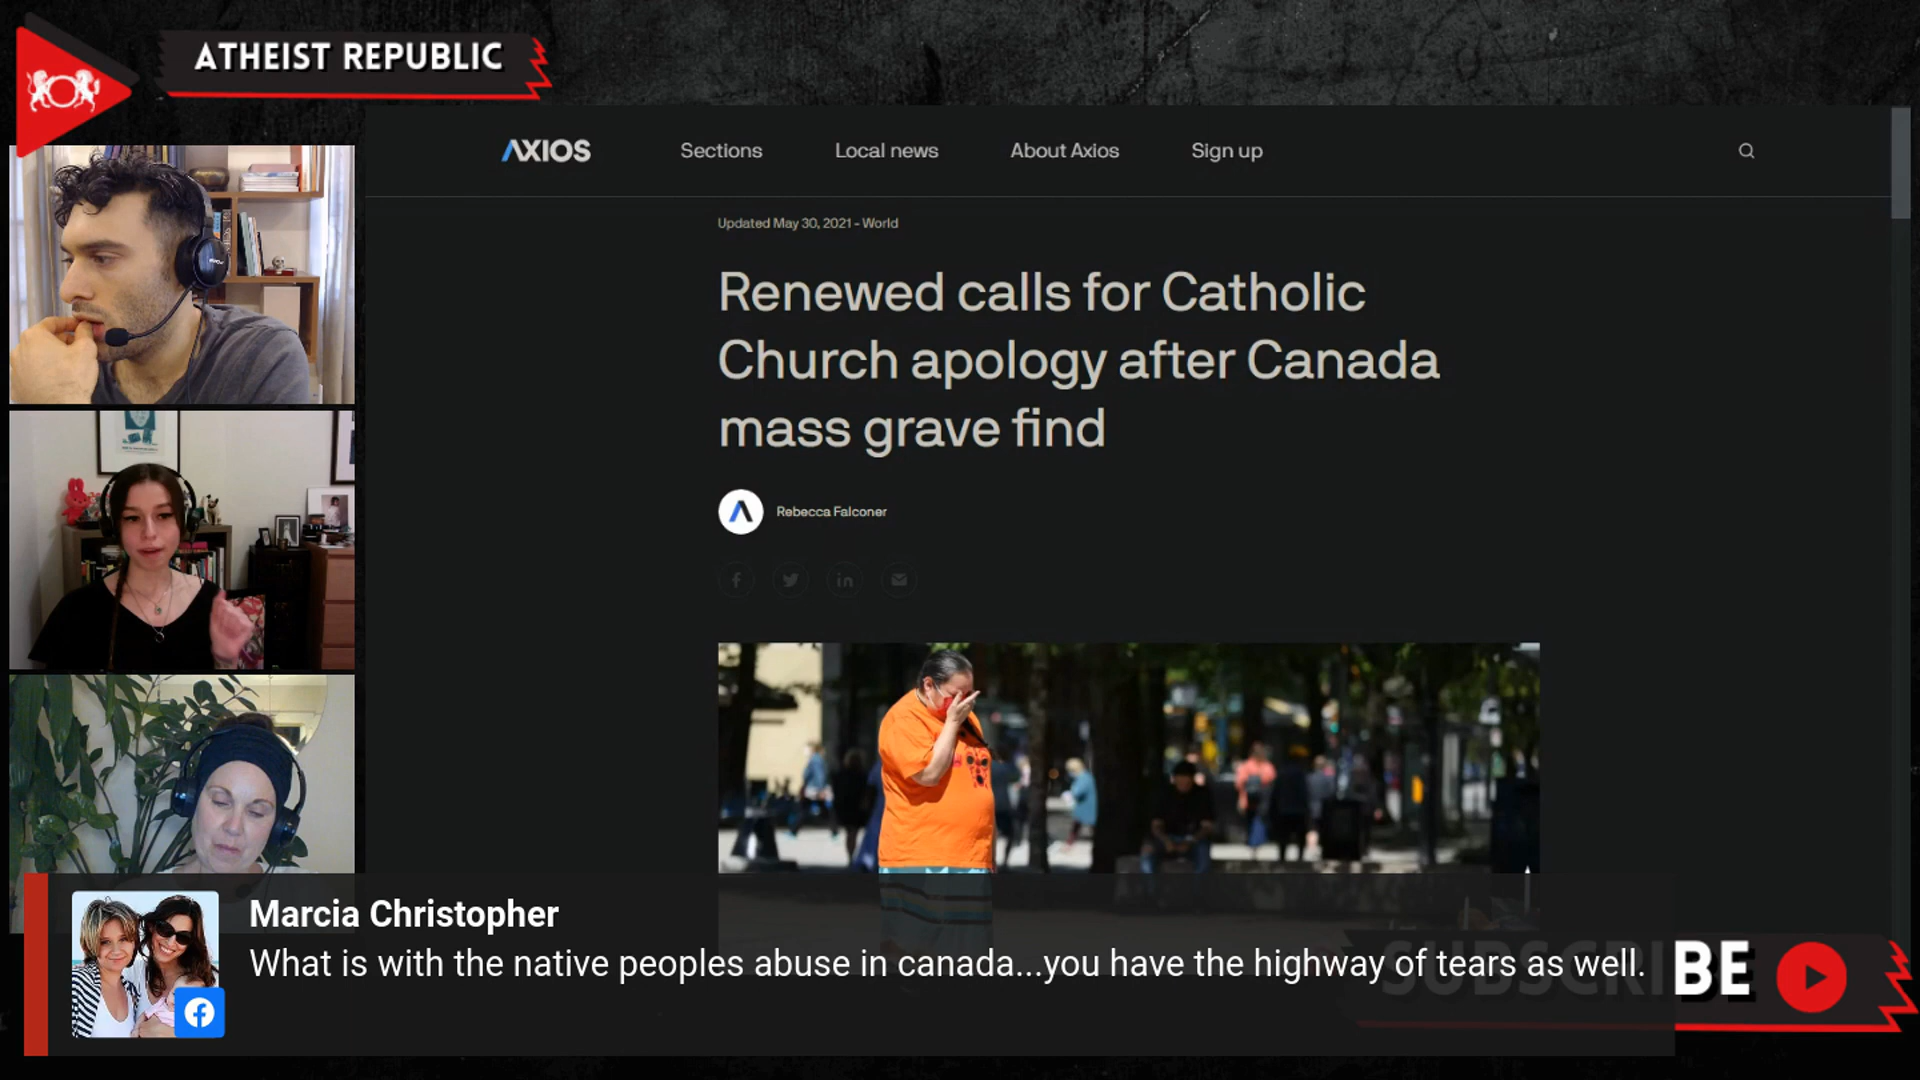 ATHEIST REPUBLIC
AXIOS
Sections
Local news
About Axios
Sign up
Updated May 30, 2021 - World
Renewed calls for Catholic
Church apology after Canada
mass grave find
Rebecca Falconer
Marcia Christopher
What is with the native peoples abuse in canada...you have the highway of tears as well.
SUBSCRIBE